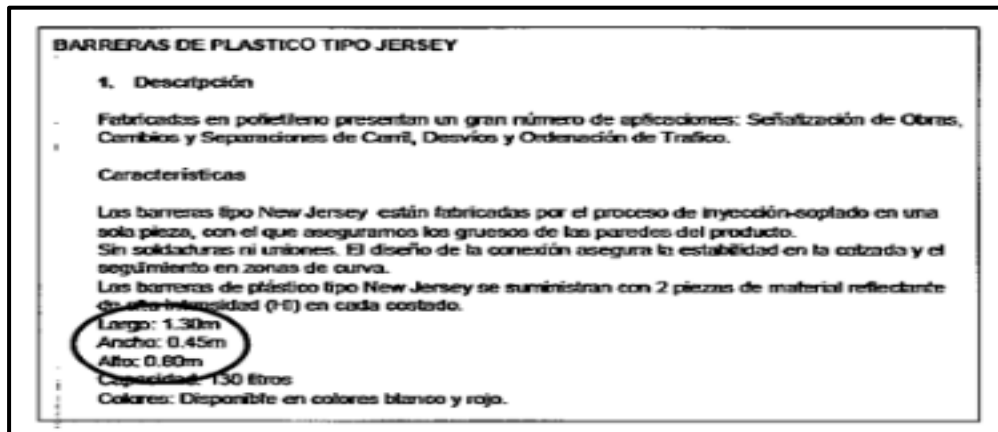 BARRERAS DE PLASTICO TIPO JERSEY
1. Descripción
Fabricadas en polietileno presentan un gran número de aplicaciones: Señalización de Obras,
Cambios y Separaciones de Carril, Desvíos y Ordenación de Trafico.
Características
Las barreras tipo New Jersey están fabricadas por el proceso de inyección-soplado en una
sola pieza, con el que aseguramos los gruesos de las paredes del producto.
Sin soldaduras ni uniones. El diseño de la conexión asegura la estabilidad en la calzada y el
seguimiento en zonas de curva.
Las barreras de plástico tipo New Jersey se suministran con 2 piezas de material reflectante
de alta intensidad (HI) en cada costado.
Largo: 1.30m
Ancho: 0.45m
Alto: 0.80m
Capacidad: 130 litros
Colores: Disponible en colores blanco y rojo.